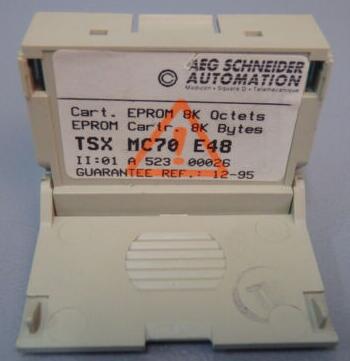 © AEG SCHNEIDER
AUTOMATION
Modicon • Square D • Telemecanique
Cart. EPROM 8K Octets
EPROM Cartr. 8K Bytes
TSX MC70 E48
II:01 A 523 00026
GUARANTEE REF.: 12-95